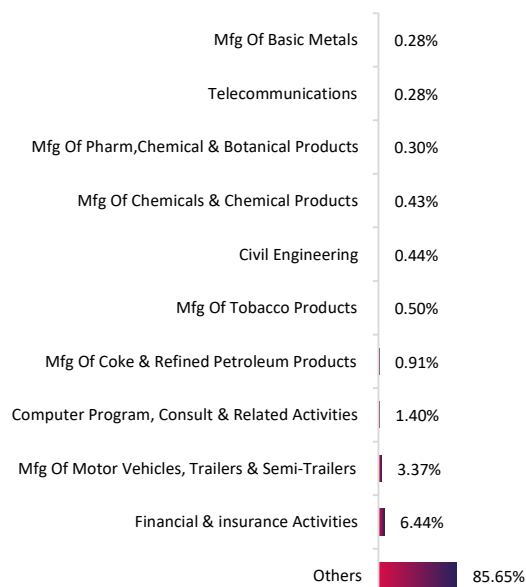 Mfg Of Basic Metals 0.28%
Telecommunications 0.28%
Mfg Of Pharm,Chemical & Botanical Products 0.30%
Mfg Of Chemicals & Chemical Products 0.43%
Civil Engineering 0.44%
Mfg Of Tobacco Products 0.50%
Mfg Of Coke & Refined Petroleum Products 0.91%
Computer Program, Consult & Related Activities 1.40%
Mfg Of Motor Vehicles, Trailers & Semi-Trailers 3.37%
Financial & insurance Activities 6.44%
Others 85.65%